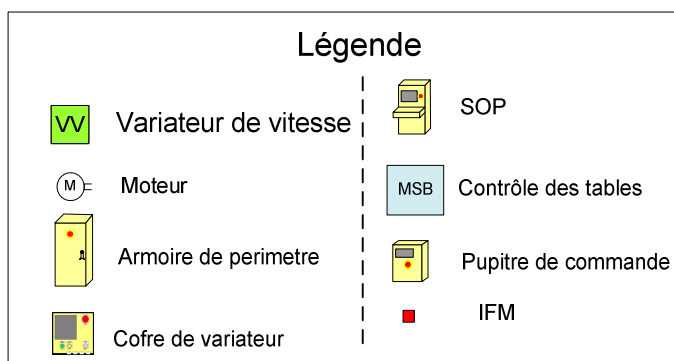 Légende
VV
Variateur de vitesse
M
Moteur
Armoire de perimetre
Cofre de variateur
SOP
MSB
Contrôle des tables
Pupitre de commande
IFM